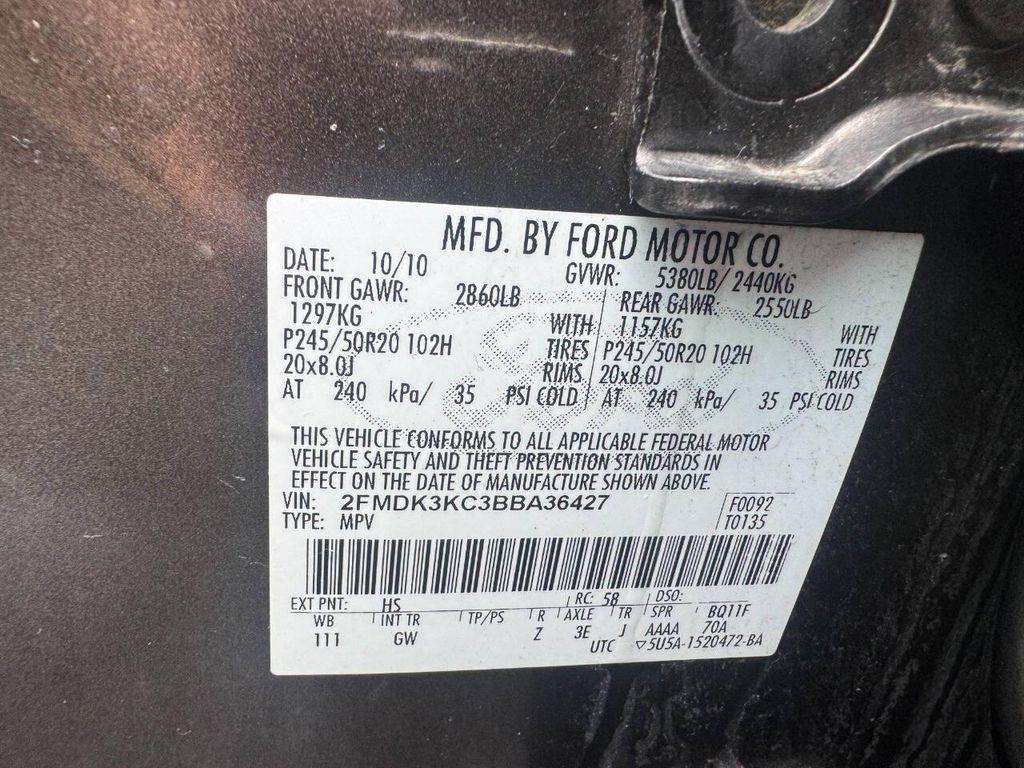 MFD. BY FORD MOTOR CO.
DATE: 10/10 GVWR: 5380LB/ 2440KG
FRONT GAWR: 2860LB REAR GAWR: 2550LB
1297KG WITH 1157KG WITH
P245/50R20 102H TIRES P245/50R20 102H TIRES
20x8.0J RIMS 20x8.0J RIMS
AT 240 kPa/ 35 PSI COLD AT 240 kPa/ 35 PSI COLD
THIS VEHICLE CONFORMS TO ALL APPLICABLE FEDERAL MOTOR
VEHICLE SAFETY AND THEFT PREVENTION STANDARDS IN
EFFECT ON THE DATE OF MANUFACTURE SHOWN ABOVE.
VIN: 2FMDK3KC3BBA36427 F0092
TYPE: MPV T0135
EXT PNT: HS RC: 58 DSO:
WB INT TR TP/PS R AXLE TR SPR BQ11F
111 GW Z 3E J AAAA 70A
UTC ▽5U5A-1520472-BA